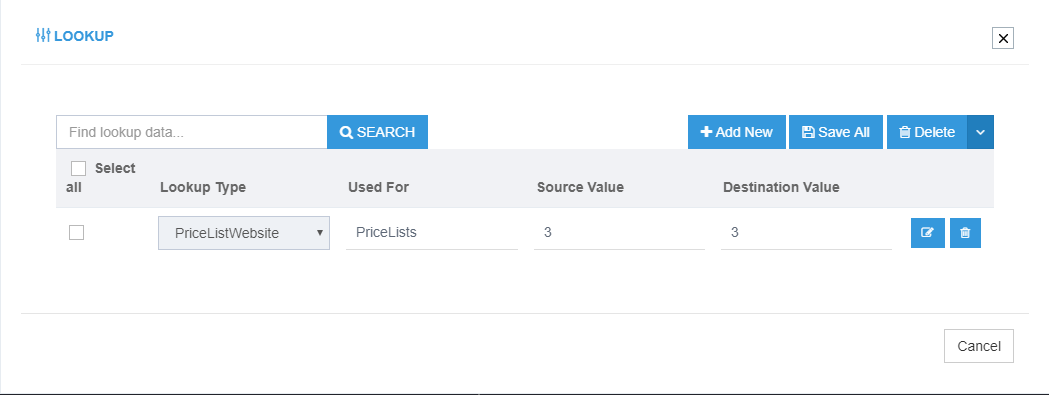 LOOKUP
Find lookup data...
SEARCH
Add New
Save All
Delete
Select
all
Lookup Type
Used For
Source Value
Destination Value
PriceListWebsite
PriceLists
3
3
Cancel